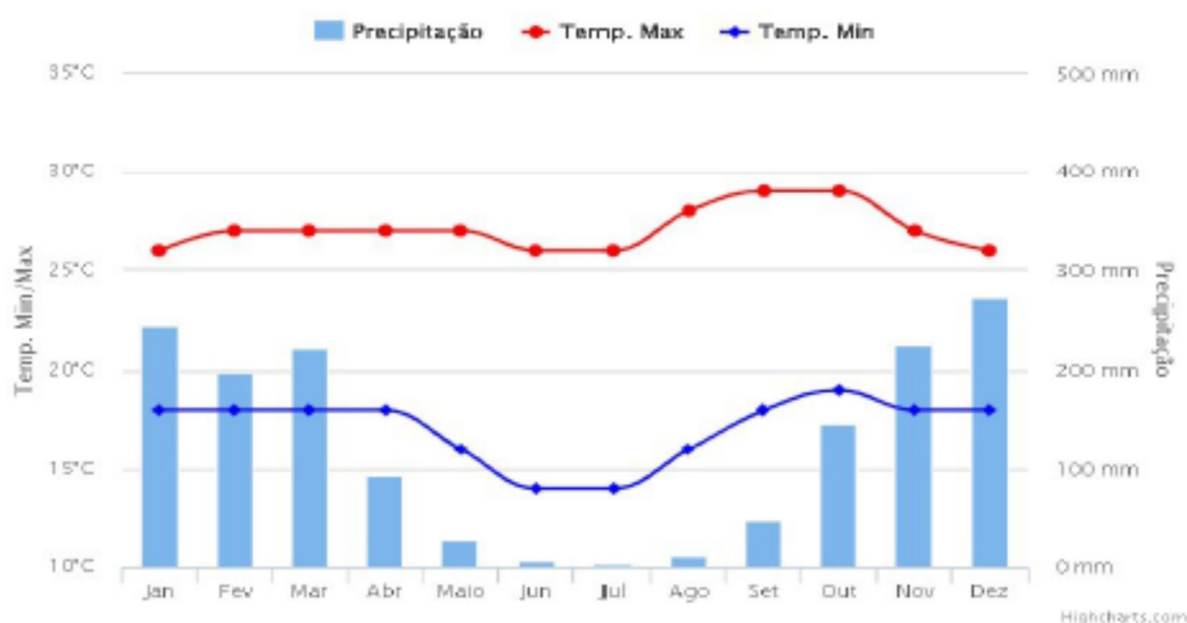 Precipitação Temp. Max Temp. Min
35°C 500 mm
30°C 400 mm
25°C 300 mm
20°C 200 mm
15°C 100 mm
10°C 0 mm
Temp. Min/Max
Precipitação
Jan Fev Mar Abr Maio Jun Jul Ago Set Out Nov Dez
Highcharts.com